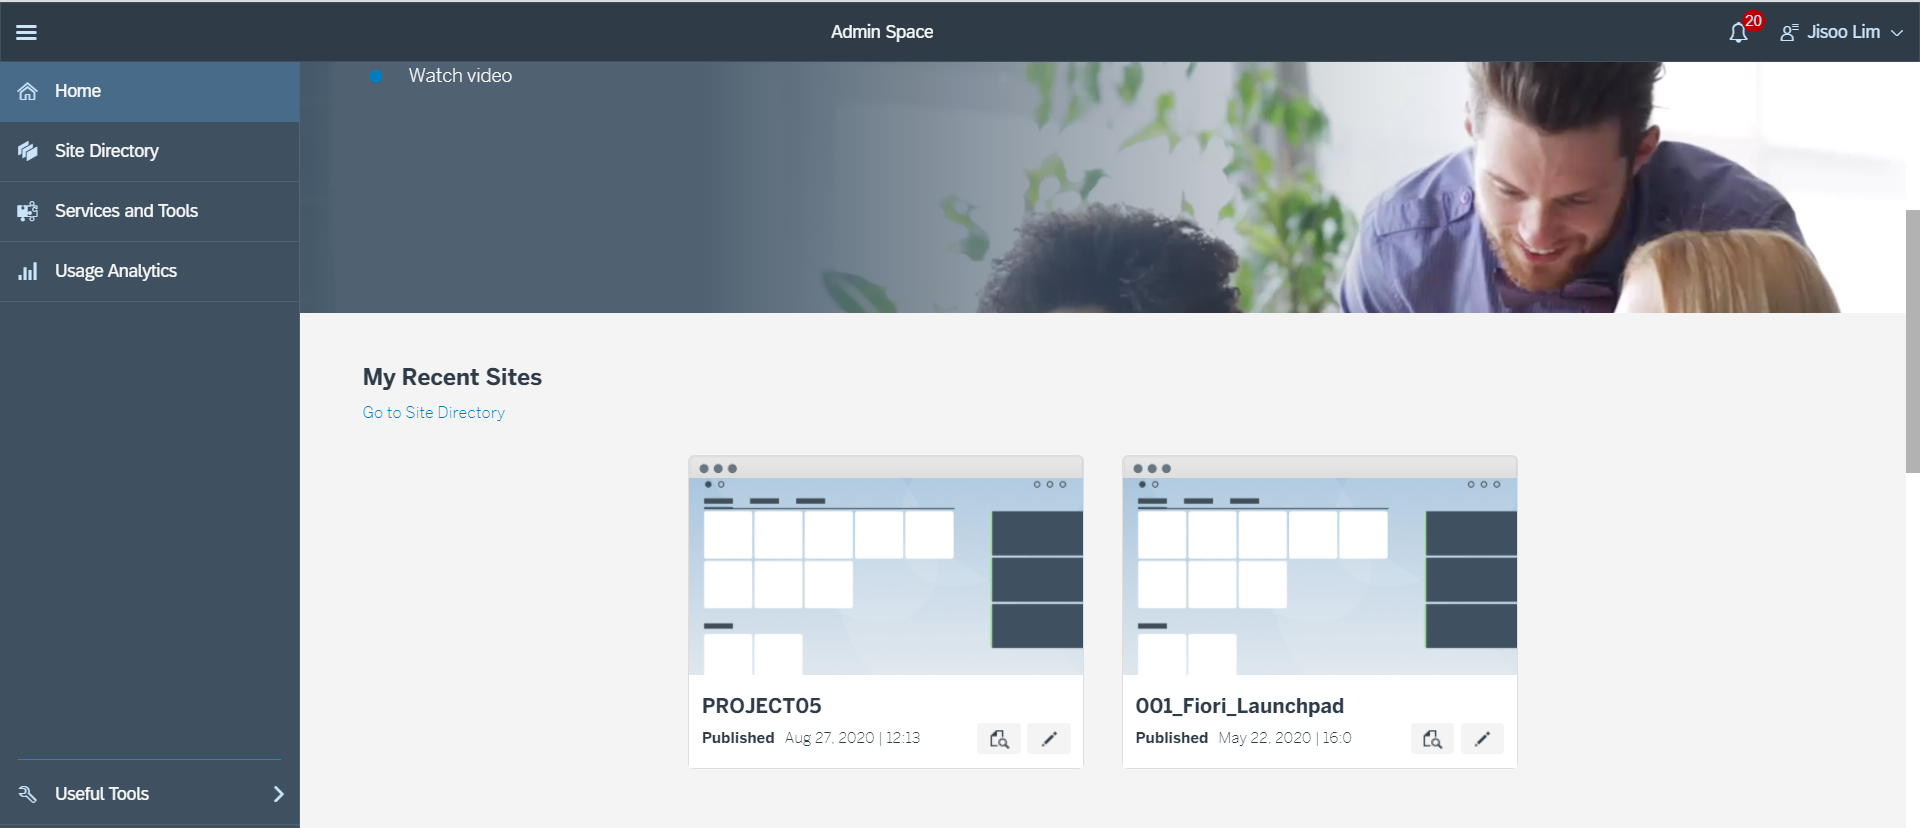 Admin Space
20
Jisoo Lim
Home
Site Directory
Services and Tools
Usage Analytics
Useful Tools
Watch video
My Recent Sites
Go to Site Directory
PROJECT05
Published Aug 27, 2020 | 12:13
001_Fiori_Launchpad
Published May 22, 2020 | 16:0